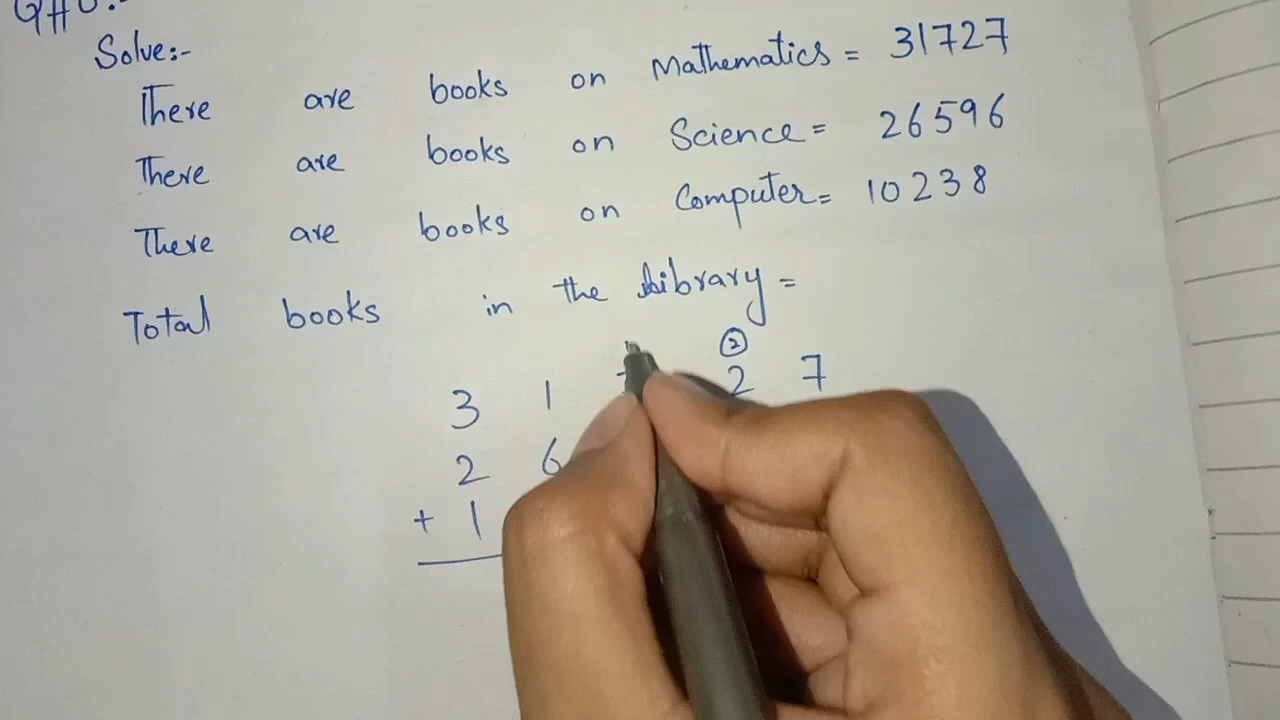 Solve:-
There are books on Mathematics = 31727
There are books on Science = 26596
There are books on Computer = 10238
Total books in the library =
②
3 1 2 7
2 6
+ 1